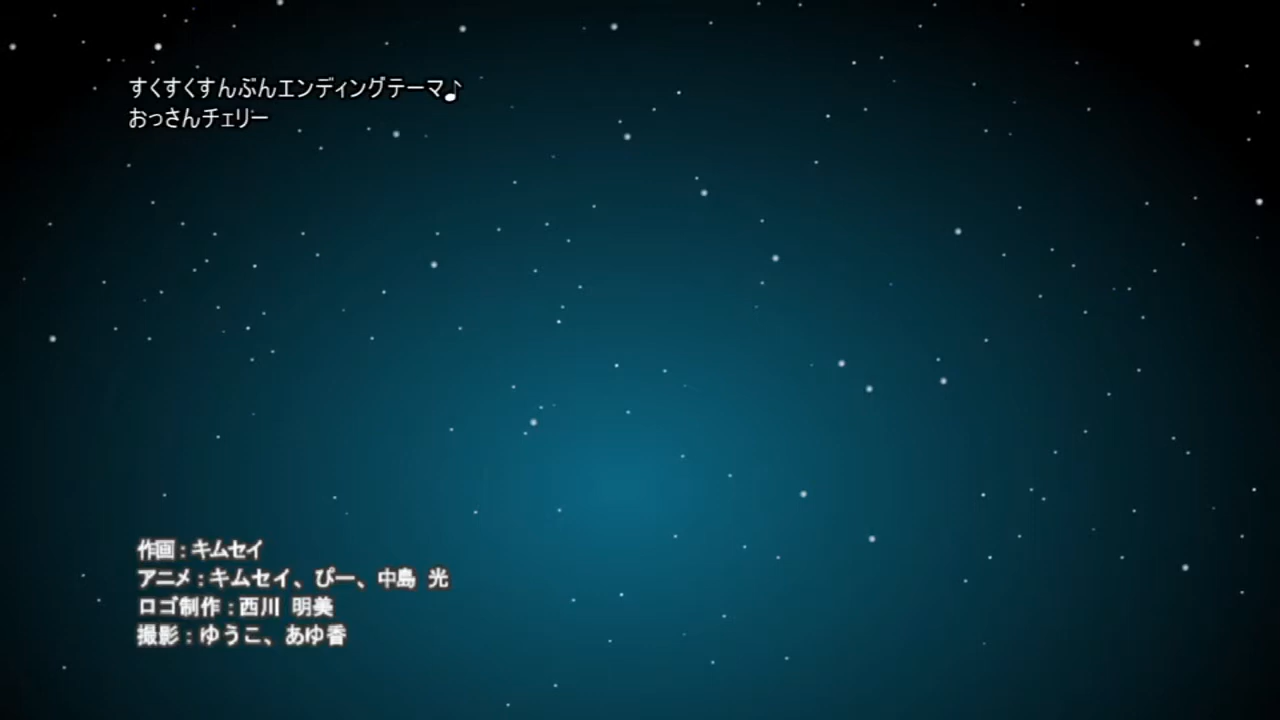 すくすくすんぶんエンディングテーマ♪
おっさんチェリー
作画：キムセイ
アニメ：キムセイ、ぴー、中島 光
ロゴ制作：西川 明美
撮影：ゆうこ、あゆ香